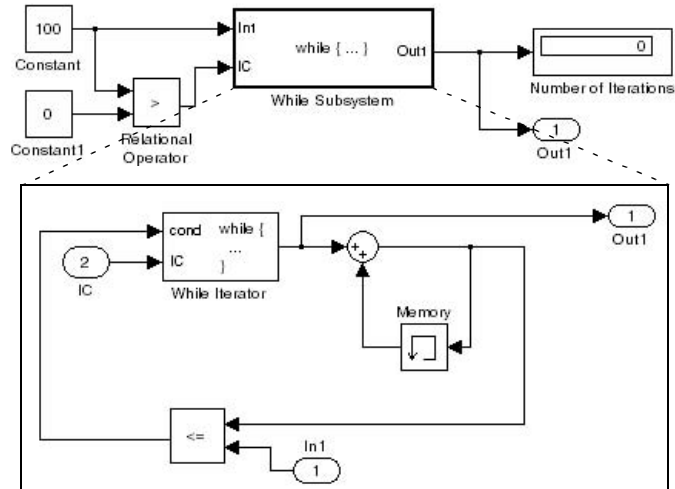 100
Constant
0
Constant1
>
Relational
Operator
In1
IC
while { ... }
Out1
While Subsystem
0
Number of Iterations
1
Out1
cond
IC
while {
...
}
While Iterator
2
IC
+
+
1
Out1
Memory
<=
In1
1